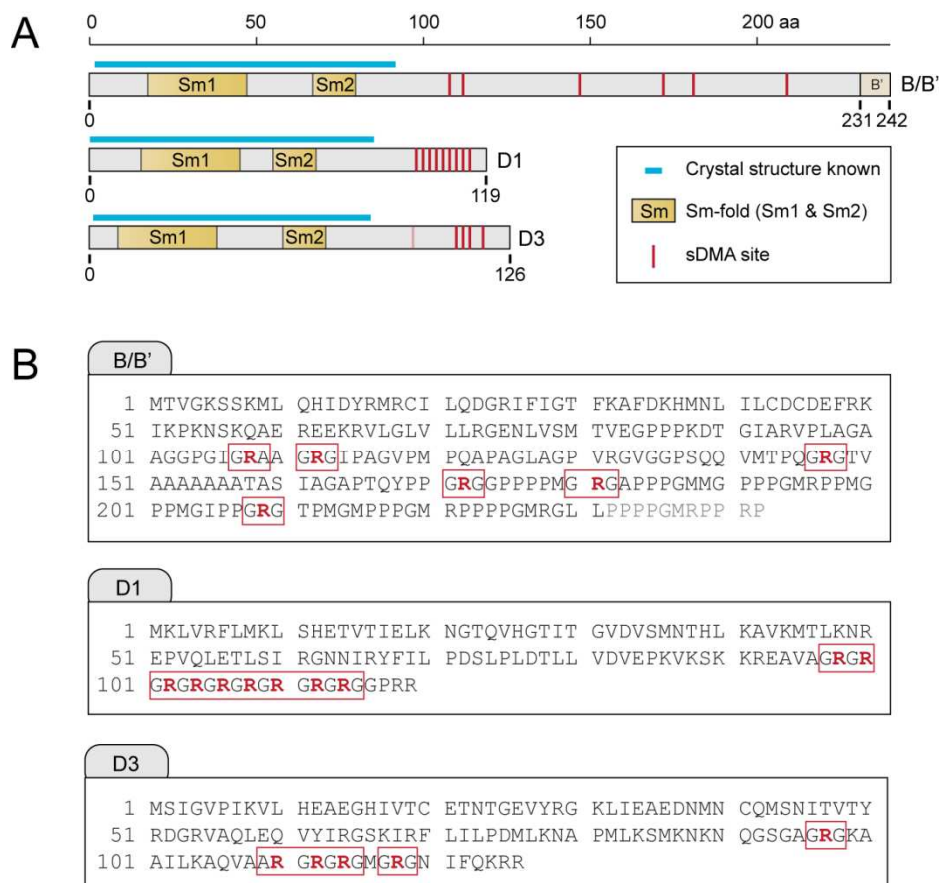 A
0 50 100 150 200 aa
Sm1 Sm2 B' B/B'
0 231 242
Sm1 Sm2 D1
0 119
Sm1 Sm2 D3
0 126
Crystal structure known
Sm Sm-fold (Sm1 & Sm2)
sDMA site
B
B/B'
1 MTVGKSSKML QHIDYRMRCI LQDGRIFIGT FKAFDKHMNL ILCDCDEFRK
51 IKPKNSKQAE REEKRVLGLV LLRGENLVSM TVEGPPPKDT GIARVPLAGA
101 AGGPGIGRAA GRGIPAGVPM PQAPAGLAGP VRGVGGPSQQ VMTPQGRGTV
151 AAAAAAATAS IAGAPTQYPP GRGGPPPPMG RGAPPPGMMG PPPGMRPPMG
201 PPMGIPPGRG TPMGMPPPGM RPPPPGMRGL LPPPPGMRPP RP
D1
1 MKLVRFLMKL SHETVTIELK NGTQVHGTIT GVDVSMNTHL KAVKMTLKNR
51 EPVQLETLSI RGNNIRYFIL PDSLPLDTLL VDVEPKVKSK KREAVAGRGR
101 GRGRGRGRGR GRGRGGPRR
D3
1 MSIGVPIKVL HEAEGHIVTC ETNTGEVYRG KLIEAEDNMN CQMSNITVTY
51 RDGRVAQLEQ VYIRGSKIRF LILPDMLKNA PMLKSMKNKN QGSGAGRGKA
101 AILKAQVAAR GRGRGMGRGN IFQKRR